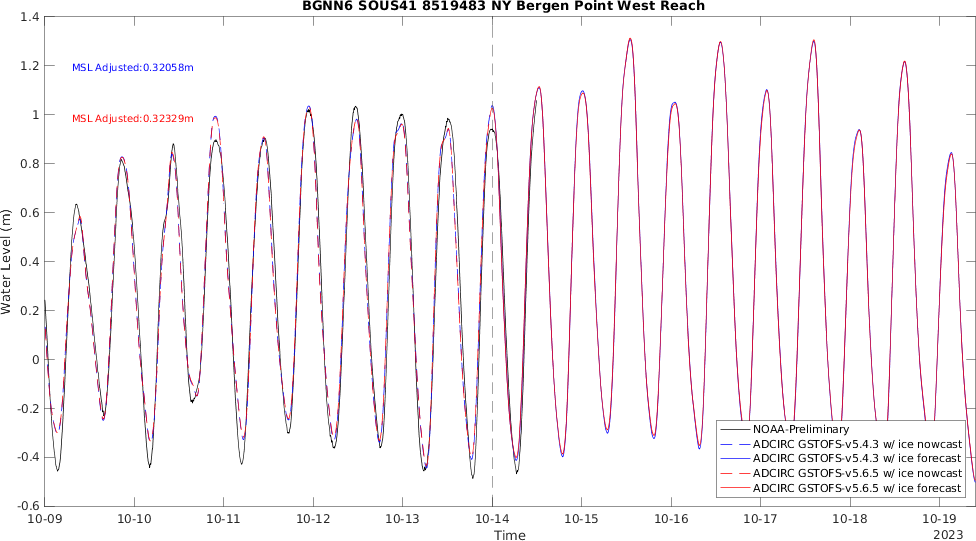 BGNN6 SOUS41 8519483 NY Bergen Point West Reach
1.4
1.2
1
0.8
0.6
0.4
0.2
0
-0.2
-0.4
-0.6
Water Level (m)
MSL Adjusted:0.32058m
MSL Adjusted:0.32329m
NOAA-Preliminary
ADCIRC GSTOFS-v5.4.3 w/ ice nowcast
ADCIRC GSTOFS-v5.4.3 w/ ice forecast
ADCIRC GSTOFS-v5.6.5 w/ ice nowcast
ADCIRC GSTOFS-v5.6.5 w/ ice forecast
10-09 10-10 10-11 10-12 10-13 10-14 10-15 10-16 10-17 10-18 10-19
Time
2023